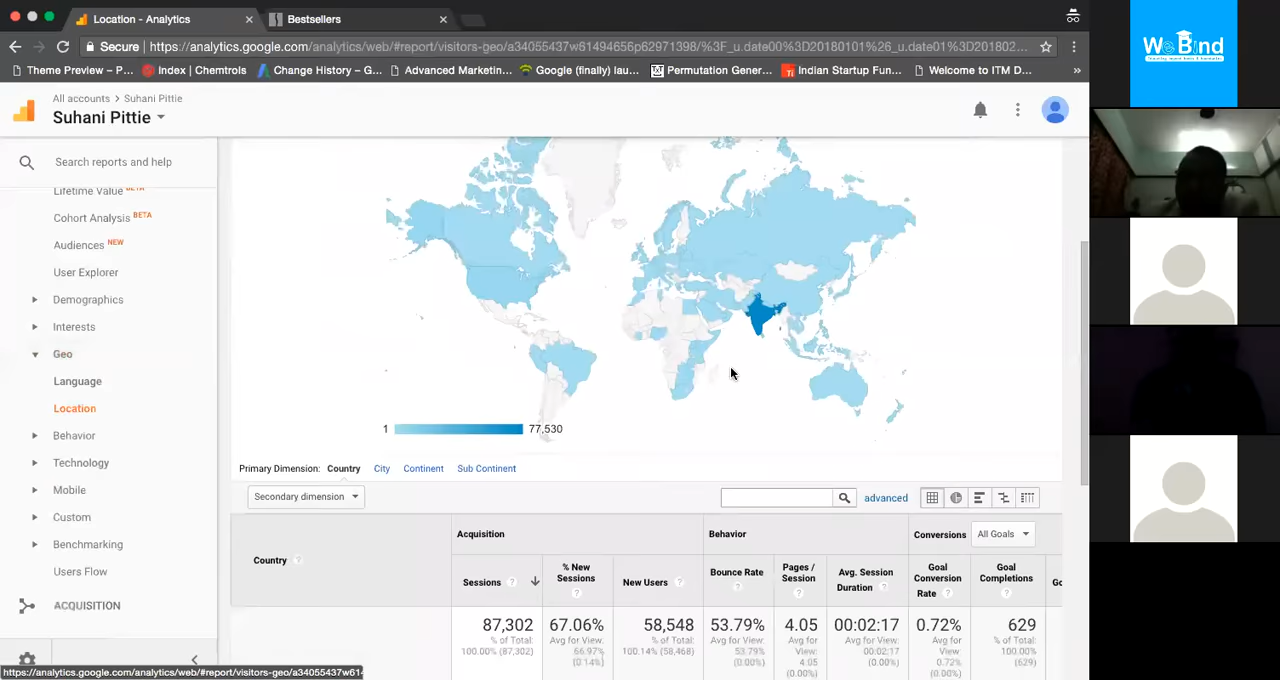 Location - Analytics
Bestsellers
Secure
https://analytics.google.com/analytics/web/#report/visitors-geo/a34055437w61494656p62971398/%3F_u.date00%3D20180101%26_u.date01%3D201802...
Theme Preview – P...
Index | Chemtrols
Change History – G...
Advanced Marketin...
Google (finally) lau...
Permutation Gener...
Indian Startup Fun...
Welcome to ITM D...
»
All accounts > Suhani Pittie
Suhani Pittie
Search reports and help
Lifetime Value BETA
Cohort Analysis BETA
Audiences NEW
User Explorer
Demographics
Interests
Geo
Language
Location
Behavior
Technology
Mobile
Custom
Benchmarking
Users Flow
ACQUISITION
1
77,530
Primary Dimension: Country City Continent Sub Continent
Secondary dimension
advanced
Country ?
Acquisition
Behavior
Conversions All Goals
Sessions ?
% New Sessions ?
New Users ?
Bounce Rate ?
Pages / Session ?
Avg. Session Duration ?
Goal Conversion Rate ?
Goal Completions ?
Go
87,302
% of Total:
100.00% (87,302)
67.06%
Avg for View:
66.97%
(0.14%)
58,548
% of Total:
100.14% (58,468)
53.79%
Avg for View:
53.79%
(0.00%)
4.05
Avg for
View:
4.05
(0.00%)
00:02:17
Avg for View:
00:02:17
(0.00%)
0.72%
Avg for
View:
0.72%
(0.00%)
629
% of Total:
100.00%
(629)
https://analytics.google.com/analytics/web/#report/visitors-geo/a34055437w61
WeBind